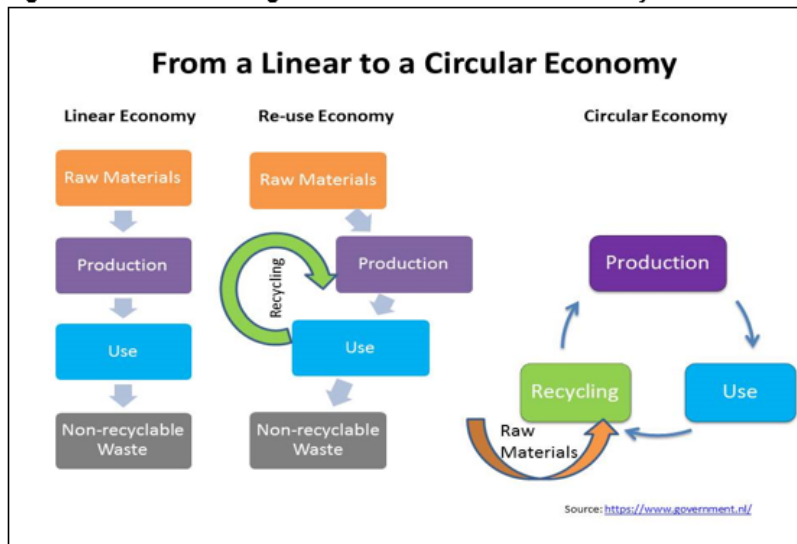 From a Linear to a Circular Economy
Linear Economy
Raw Materials
Production
Use
Non-recyclable
Waste
Re-use Economy
Raw Materials
Recycling
Production
Use
Non-recyclable
Waste
Circular Economy
Production
Recycling
Use
Raw
Materials
Source: https://www.government.nl/